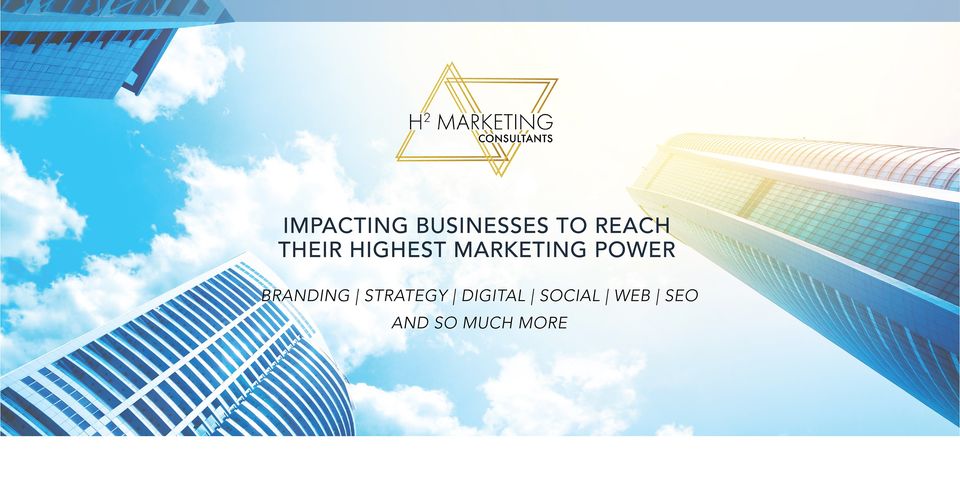 H² MARKETING
CONSULTANTS
IMPACTING BUSINESSES TO REACH
THEIR HIGHEST MARKETING POWER
BRANDING | STRATEGY | DIGITAL | SOCIAL | WEB | SEO
AND SO MUCH MORE